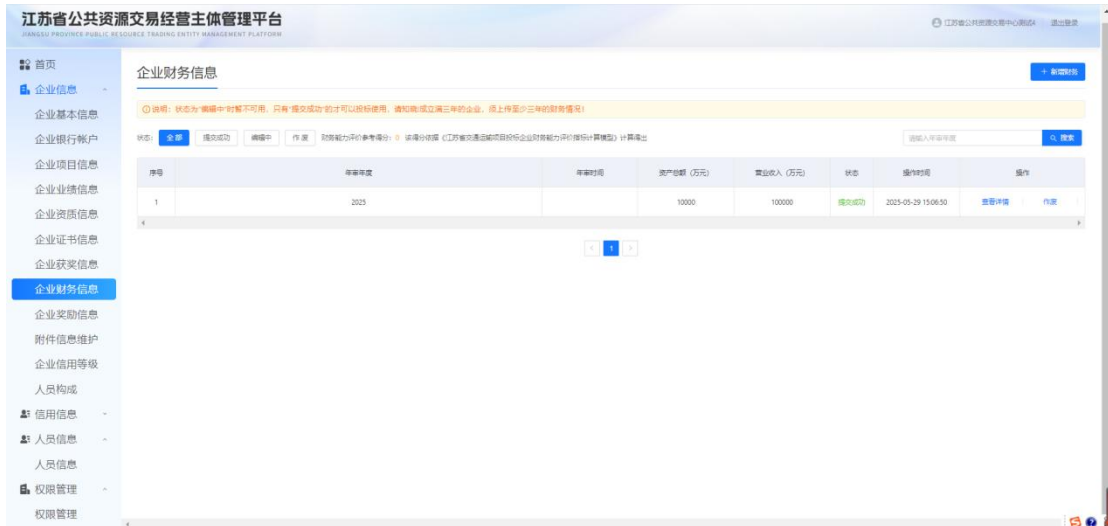 江苏省公共资源交易经营主体管理平台
JIANGSU PROVINCE PUBLIC RESOURCE TRADING ENTITY MANAGEMENT PLATFORM
江苏省公共资源交易中心测试4 退出登录
首页
企业信息
企业基本信息
企业银行帐户
企业项目信息
企业业绩信息
企业资质信息
企业证书信息
企业获奖信息
企业财务信息
企业奖励信息
附件信息维护
企业信用等级
人员构成
信用信息
人员信息
人员信息
权限管理
权限管理
企业财务信息
+ 新增财务
说明：状态为"编辑中"时暂不可用，只有"提交成功"的才可以投标使用，请知晓!成立满三年的企业，须上传至少三年的财务情况!
状态： 全部 提交成功 编辑中 作废 财务能力评价参考得分：0 该得分依据《江苏省交通运输项目投标企业财务能力评价指标计算模型》计算得出
请输入年审年度 搜索
序号 年审年度 年审时间 资产总额（万元） 营业收入（万元） 状态 操作时间 操作
1 2025 10000 100000 提交成功 2025-05-29 15:06:50 查看详情 作废
1